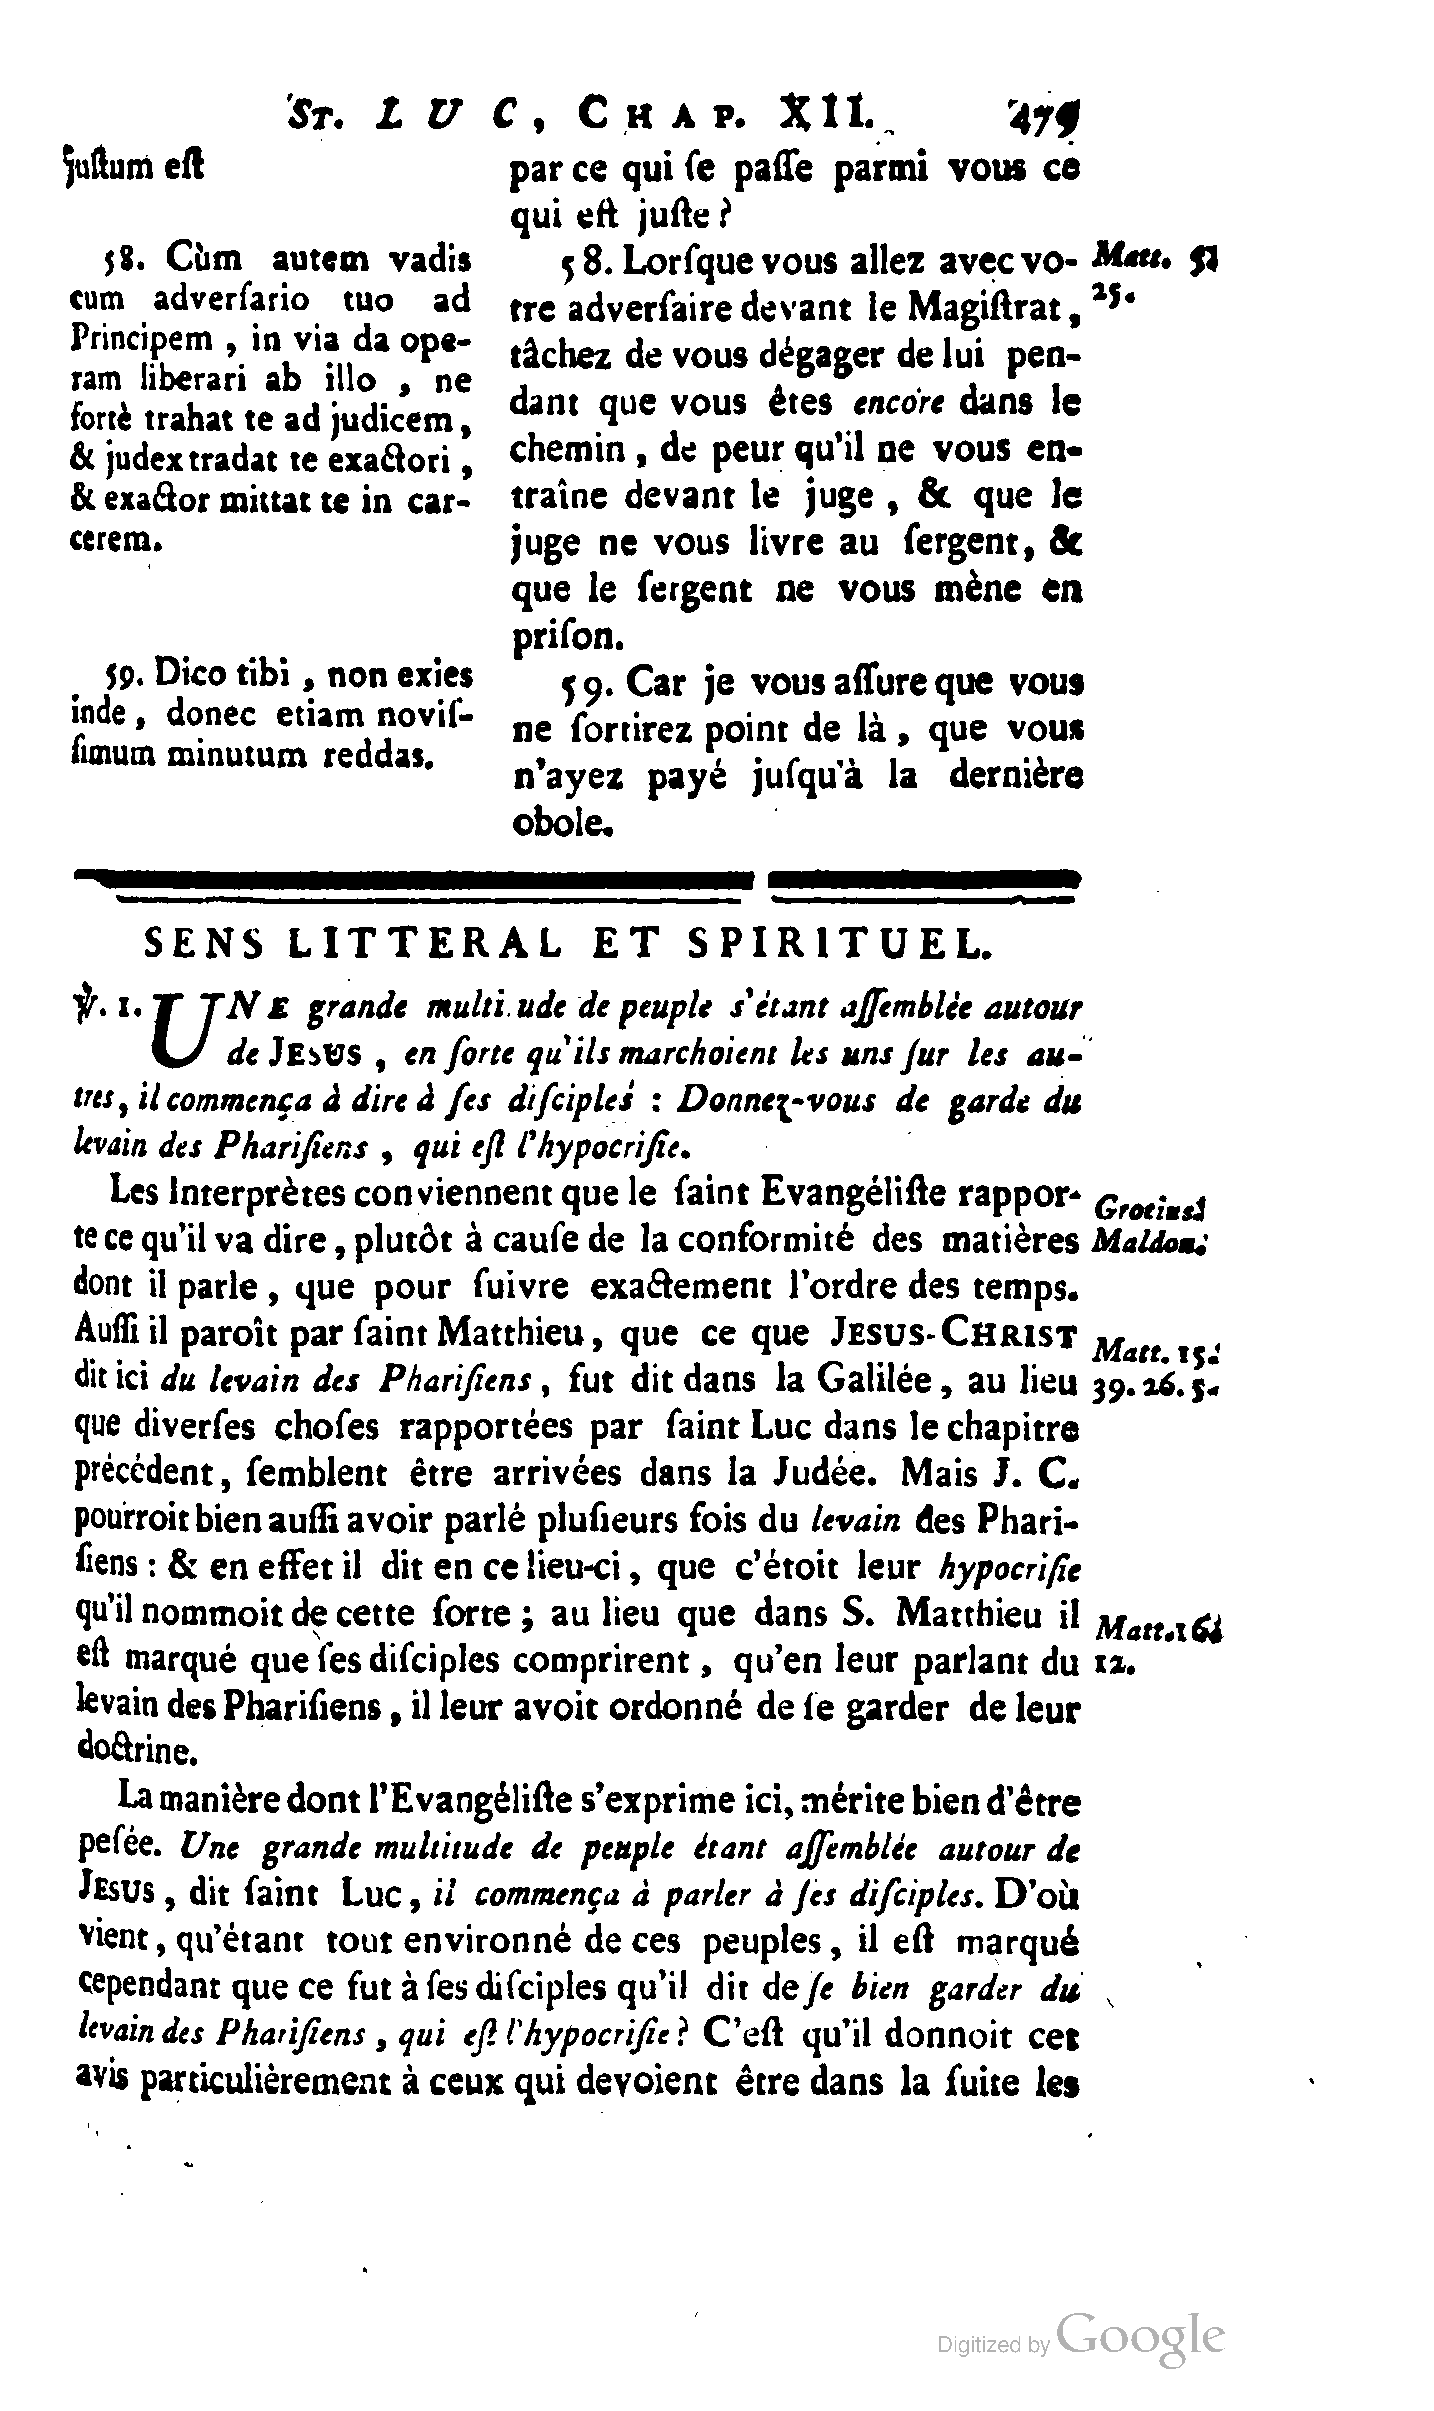 ST. LUC, CHAP. XII. 479
justum est
58. Cùm autem vadis
cum adverſario tuo ad
Principem, in via da ope-
ram liberari ab illo, ne
fortè trahat te ad judicem,
& judex tradat te exactori,
& exactor mittat te in car-
cerem.
59. Dico tibi, non exies
inde, donec etiam noviſ-
ſimum minutum reddas.
par ce qui ſe paſſe parmi vous ce
qui eſt juſte?
58. Lorſque vous allez avec vo-
tre adverſaire devant le Magiſtrat,
tâchez de vous dégager de lui pen-
dant que vous êtes encore dans le
chemin, de peur qu'il ne vous en-
traîne devant le juge, & que le
juge ne vous livre au ſergent, &
que le ſergent ne vous mène en
priſon.
59. Car je vous aſſure que vous
ne ſortirez point de là, que vous
n'ayez payé juſqu'à la dernière
obole.
Matt. 5.
25.
SENS LITTERAL ET SPIRITUEL.
℣. 1. UNE grande multitude de peuple s'étant aſſemblée autour
de JESUS, en ſorte qu'ils marchoient les uns ſur les au-
tres, il commença à dire à ſes diſciples : Donnez-vous de garde du
levain des Phariſiens, qui eſt l'hypocriſie.
Les Interprètes conviennent que le ſaint Evangéliſte rappor-
te ce qu'il va dire, plutôt à cauſe de la conformité des matières
dont il parle, que pour ſuivre exactement l'ordre des temps.
Auſſi il paroît par ſaint Matthieu, que ce que JESUS-CHRIST
dit ici du levain des Phariſiens, fut dit dans la Galilée, au lieu
que diverſes choſes rapportées par ſaint Luc dans le chapitre
précédent, ſemblent être arrivées dans la Judée. Mais J. C.
pourroit bien auſſi avoir parlé pluſieurs fois du levain des Phari-
ſiens : & en effet il dit en ce lieu-ci, que c'étoit leur hypocriſie
qu'il nommoit de cette ſorte ; au lieu que dans S. Matthieu il
eſt marqué que ſes diſciples comprirent, qu'en leur parlant du
levain des Phariſiens, il leur avoit ordonné de ſe garder de leur
doctrine.
Grotius.
Maldon.
Matt. 15.
39. 26. 5.
Matt. 16.
12.
La manière dont l'Evangéliſte s'exprime ici, mérite bien d'être
peſée. Une grande multitude de peuple étant aſſemblée autour de
JESUS, dit ſaint Luc, il commença à parler à ſes diſciples. D'où
vient, qu'étant tout environné de ces peuples, il eſt marqué
cependant que ce fut à ſes diſciples qu'il dit de ſe bien garder du
levain des Phariſiens, qui eſt l'hypocriſie? C'eſt qu'il donnoit cet
avis particulièrement à ceux qui devoient être dans la ſuite les
Digitized by Google